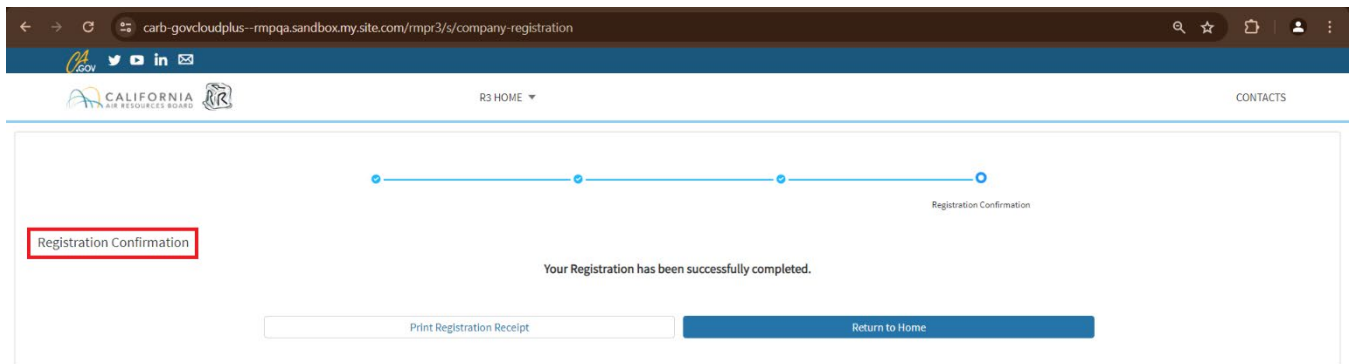 carb-govcloudplus--rmpqa.sandbox.my.site.com/rmpr3/s/company-registration
CA.GOV in
CALIFORNIA
AIR RESOURCES BOARD
R3 HOME
CONTACTS
Registration Confirmation
Registration Confirmation
Your Registration has been successfully completed.
Print Registration Receipt
Return to Home